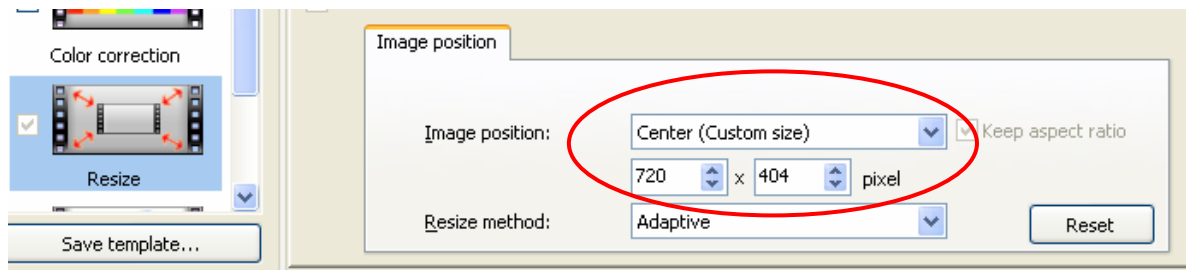 Color correction
Resize
Save template...
Image position
Image position:
Center (Custom size)
Keep aspect ratio
720 x 404 pixel
Resize method:
Adaptive
Reset